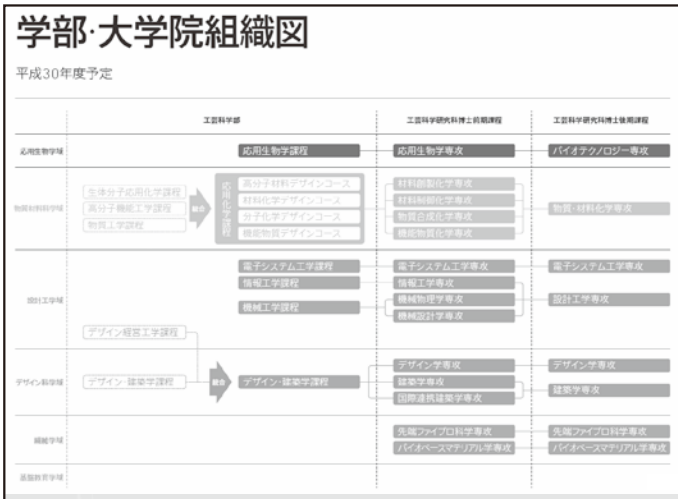 学部·大学院組織図
平成30年度予定
工芸科学部
工芸科学研究科博士前期課程
工芸科学研究科博士後期課程
応用生物学域
応用生物学課程
応用生物学専攻
バイオテクノロジー専攻
物質材料科学域
生体分子応用化学課程
高分子機能工学課程
物質工学課程
統合
応用化学課程
高分子材料デザインコース
材料化学デザインコース
分子化学デザインコース
機能物質デザインコース
材料創製化学専攻
材料制御化学専攻
物質合成化学専攻
機能物質化学専攻
物質・材料化学専攻
設計工学域
電子システム工学課程
情報工学課程
機械工学課程
電子システム工学専攻
情報工学専攻
機械物理学専攻
機械設計学専攻
電子システム工学専攻
設計工学専攻
デザイン経営工学課程
デザイン科学域
デザイン・建築学課程
統合
デザイン・建築学課程
デザイン学専攻
建築学専攻
国際連携建築学専攻
デザイン学専攻
建築学専攻
繊維学域
先端ファイブロ科学専攻
バイオベースマテリアル学専攻
先端ファイブロ科学専攻
バイオベースマテリアル学専攻
基盤教育学域